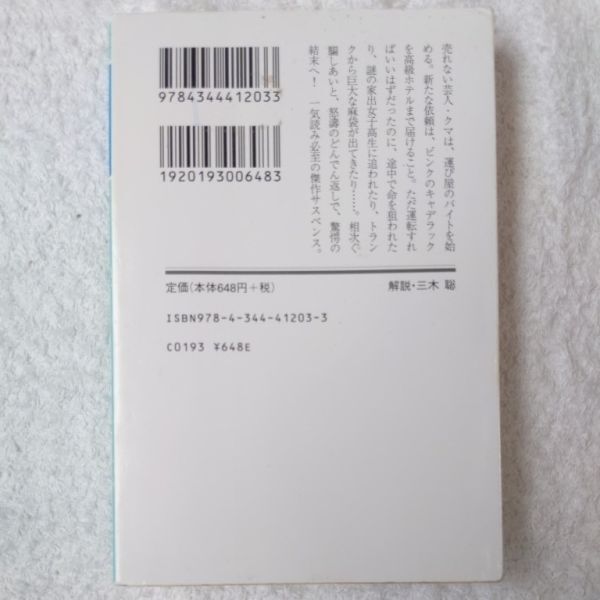 売れない芸人・クマは、運び屋のバイトを始
める。新たな依頼は、ピンクのキャデラック
を高級ホテルまで届けること。ただ運転すれ
ばいいはずだったのに、途中で命を狙われた
り、謎の家出女子高生に追われたり、トラン
クから巨大な麻袋が出てきたり……。相次ぐ
騙しあいと、怒濤のどんでん返しで、驚愕の
結末へ! 一気読み必至の傑作サスペンス。
9784344412033
1920193006483
定価(本体648円+税)
解説・三木 聡
ISBN978-4-344-41203-3
C0193 ¥648E